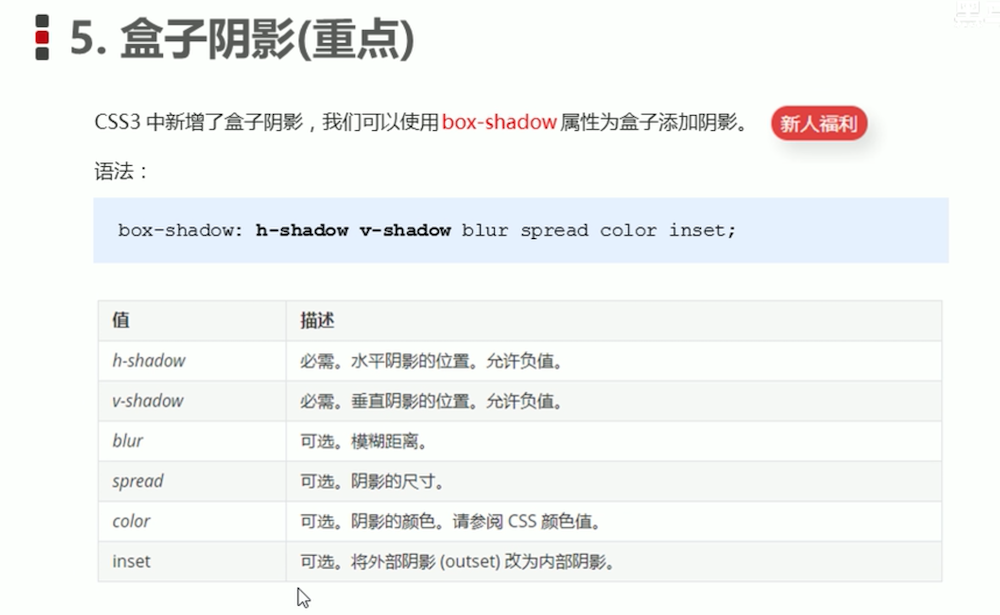 5. 盒子阴影(重点)
CSS3 中新增了盒子阴影，我们可以使用box-shadow 属性为盒子添加阴影。 新人福利
语法：
box-shadow: h-shadow v-shadow blur spread color inset;
值 描述
h-shadow 必需。水平阴影的位置。允许负值。
v-shadow 必需。垂直阴影的位置。允许负值。
blur 可选。模糊距离。
spread 可选。阴影的尺寸。
color 可选。阴影的颜色。请参阅 CSS 颜色值。
inset 可选。将外部阴影 (outset) 改为内部阴影。